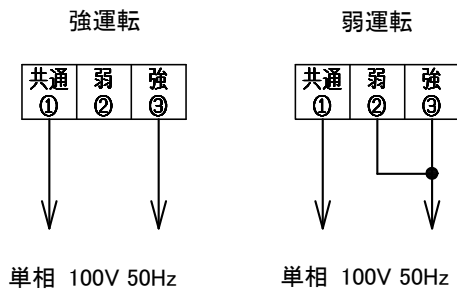 強運転
共通 弱 強
① ② ③
単相 100V 50Hz
弱運転
共通 弱 強
① ② ③
単相 100V 50Hz